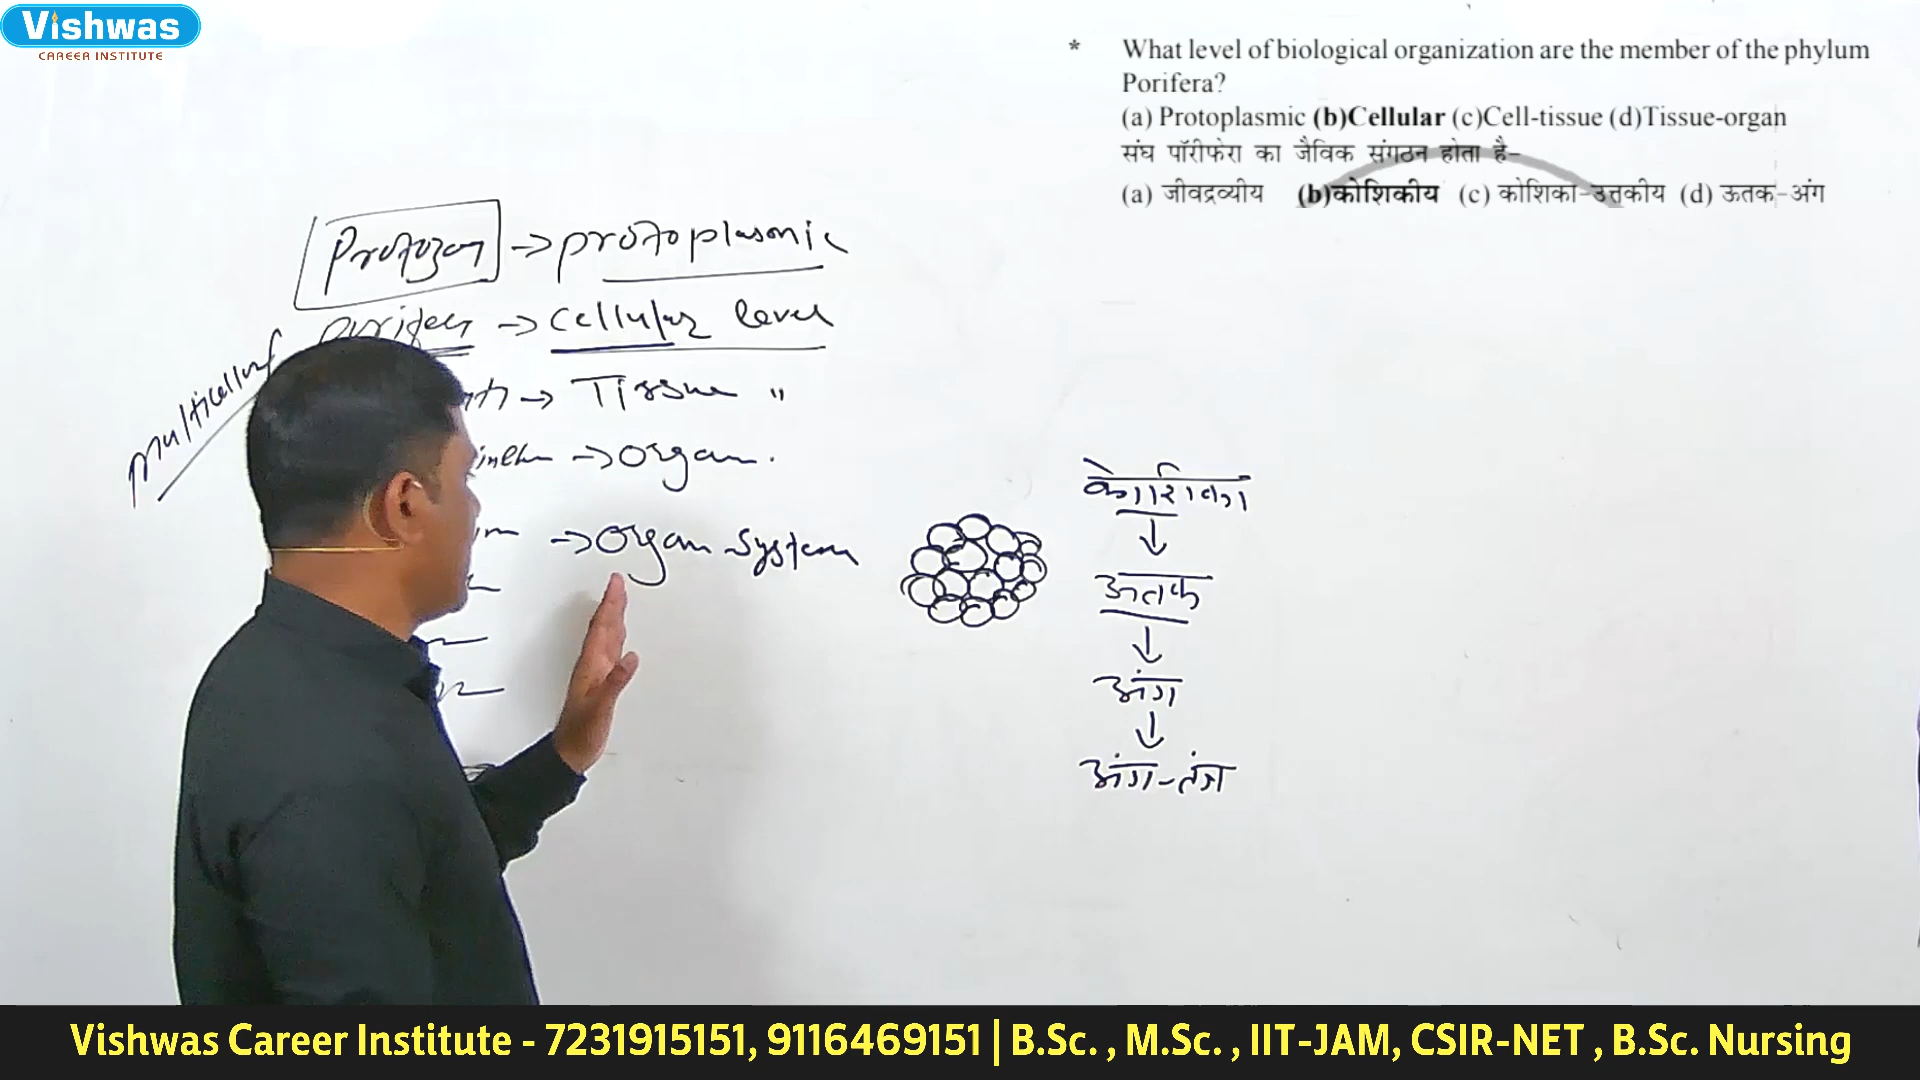 Vishwas
CAREER INSTITUTE
* What level of biological organization are the member of the phylum
Porifera?
(a) Protoplasmic (b)Cellular (c)Cell-tissue (d)Tissue-organ
संघ पॉरीफेरा का जैविक संगठन होता है–
(a) जीवद्रव्यीय (b)कोशिकीय (c) कोशिका-उत्तकीय (d) ऊतक-अंग
Protozoa → protoplasmic
→ Cellular level
Multicellular
→ Tissue "
→ Organ.
→ Organ System
कोशिका
↓
ऊतक
↓
अंग
↓
अंग-तंत्र
Vishwas Career Institute - 7231915151, 9116469151 | B.Sc. , M.Sc. , IIT-JAM, CSIR-NET , B.Sc. Nursing